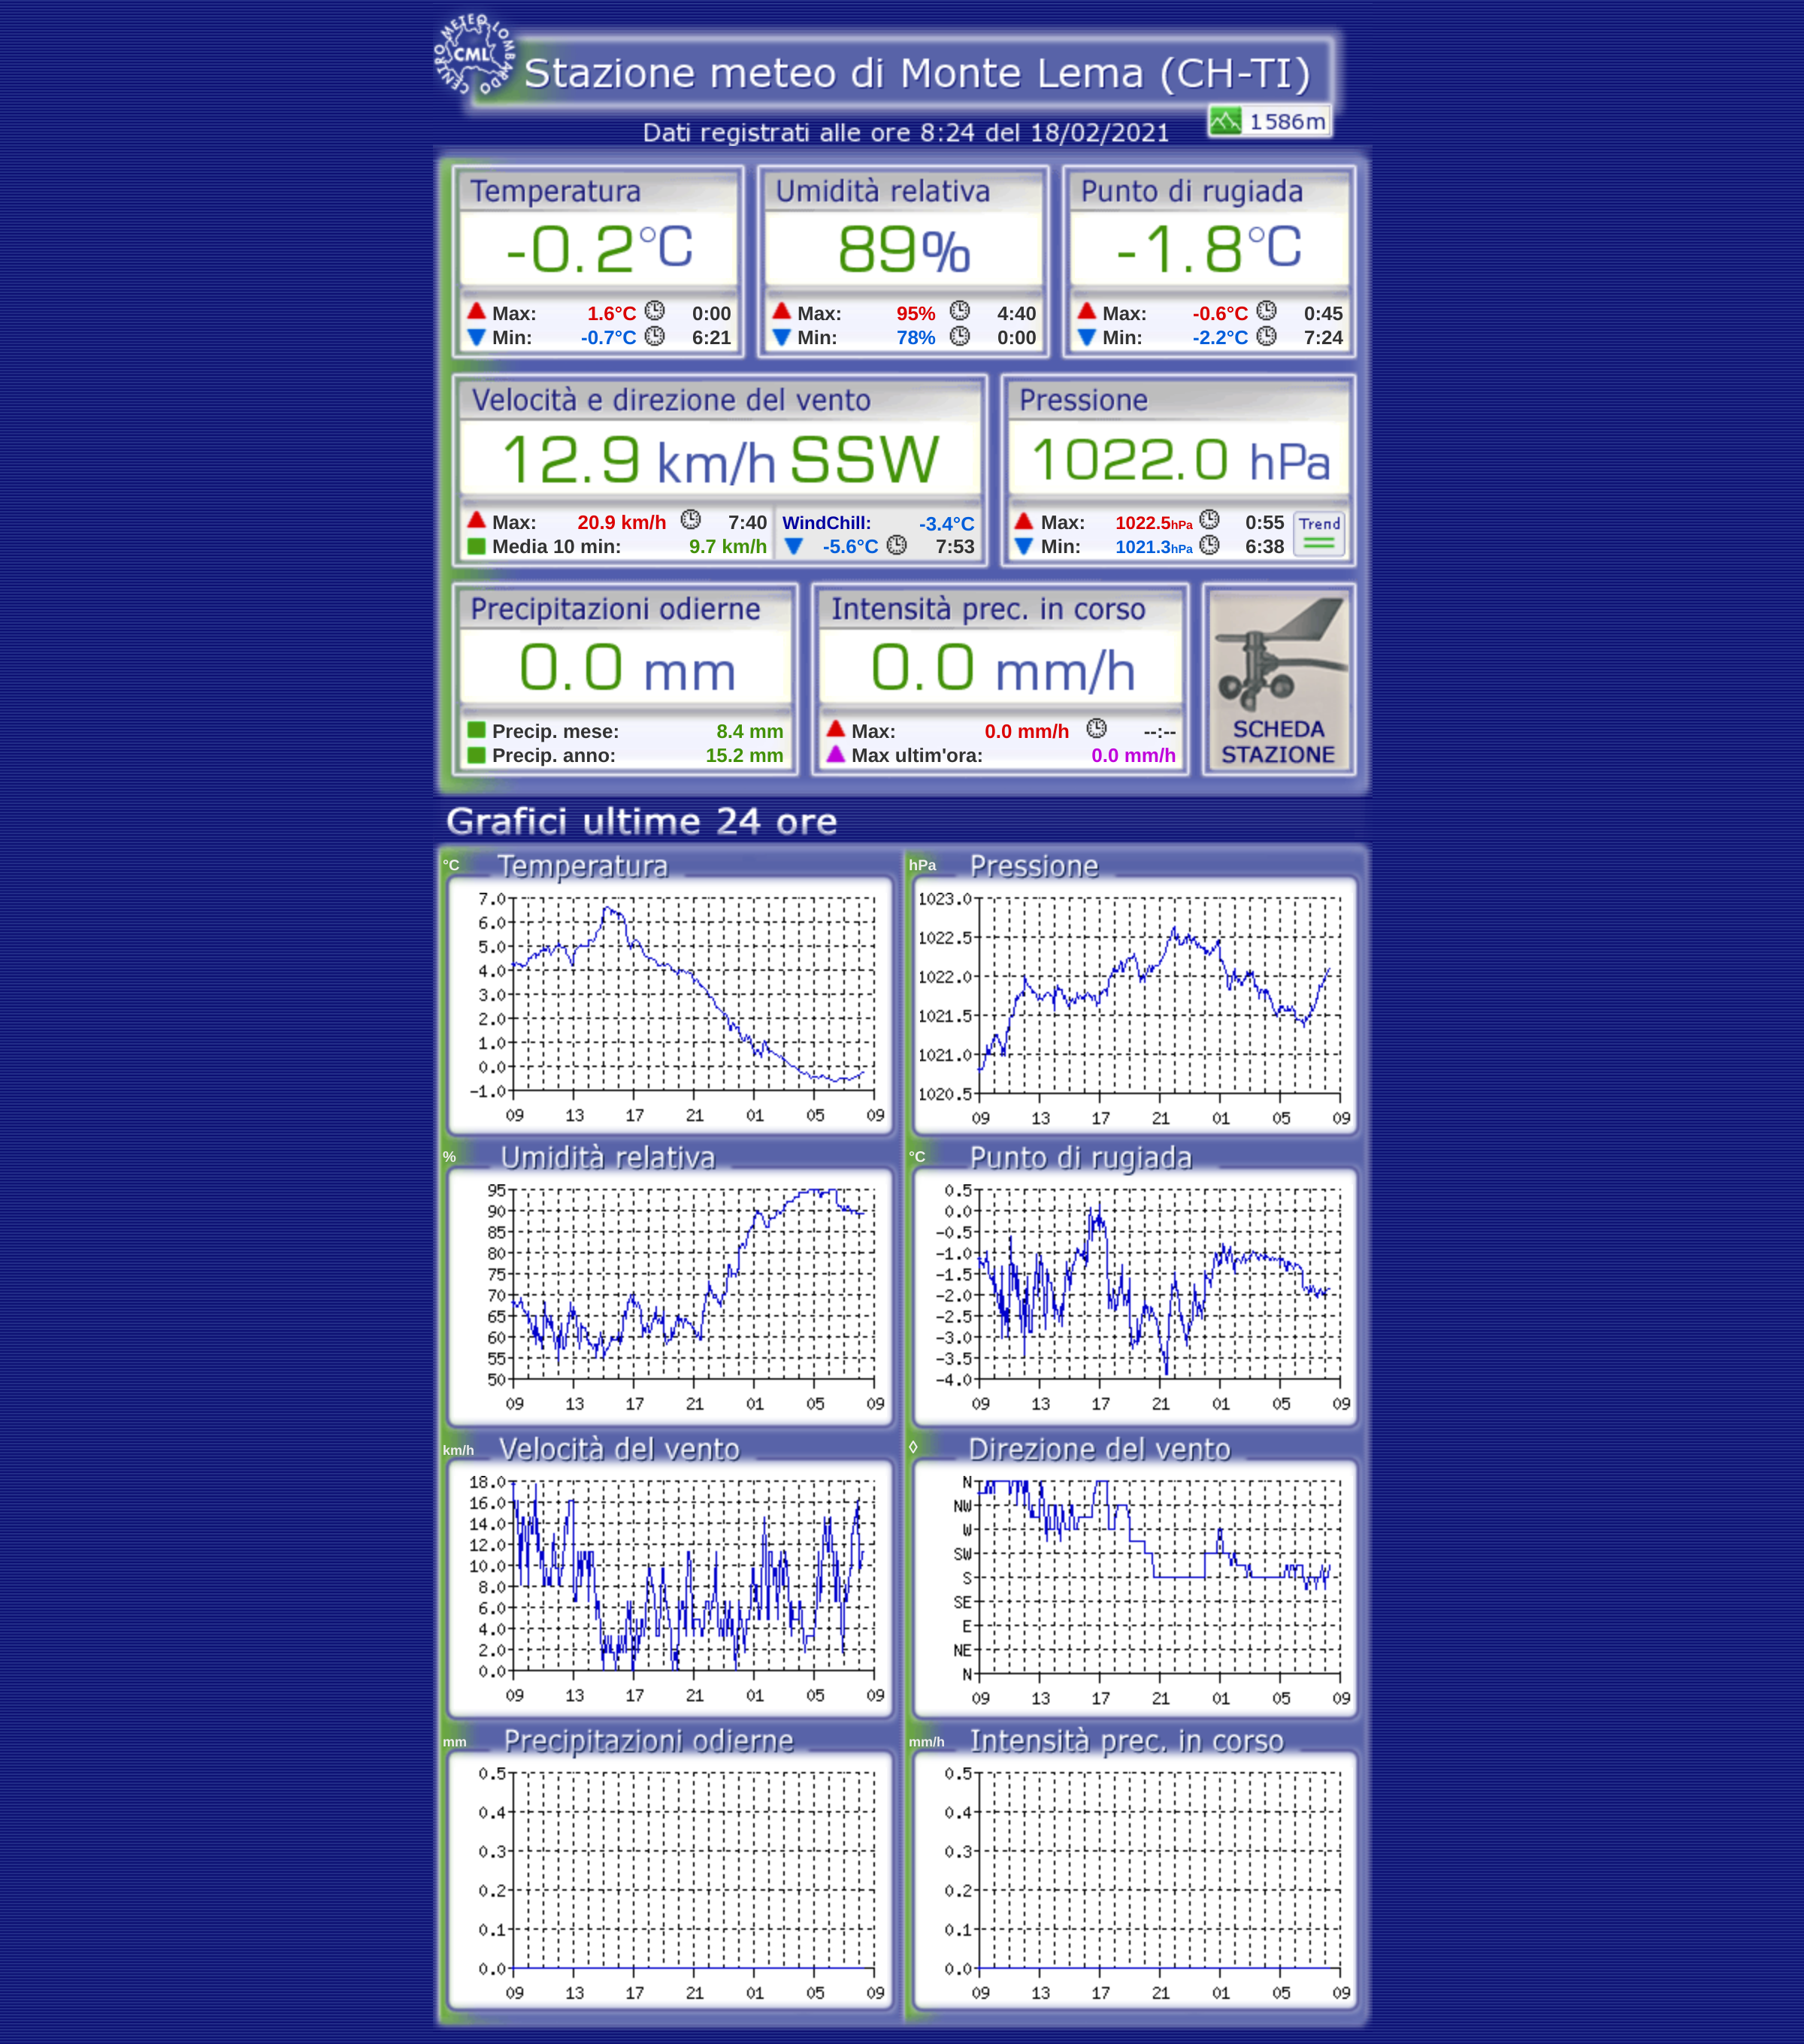 CENTRO METEO LOMBARDO
CML
Stazione meteo di Monte Lema (CH-TI)
1586m
Dati registrati alle ore 8:24 del 18/02/2021
Temperatura Umidità relativa Punto di rugiada
-0.2°C 89% -1.8°C
Max: 1.6°C 0:00 Max: 95% 4:40 Max: -0.6°C 0:45
Min: -0.7°C 6:21 Min: 78% 0:00 Min: -2.2°C 7:24
Velocità e direzione del vento Pressione
12.9 km/h SSW 1022.0 hPa
Max: 20.9 km/h 7:40 WindChill: -3.4°C Max: 1022.5hPa 0:55 Trend
Media 10 min: 9.7 km/h -5.6°C 7:53 Min: 1021.3hPa 6:38
Precipitazioni odierne Intensità prec. in corso
0.0 mm 0.0 mm/h
Precip. mese: 8.4 mm Max: 0.0 mm/h --:-- SCHEDA
Precip. anno: 15.2 mm Max ultim'ora: 0.0 mm/h STAZIONE
Grafici ultime 24 ore
°C Temperatura
7.0
6.0
5.0
4.0
3.0
2.0
1.0
0.0
-1.0
09 13 17 21 01 05 09
hPa Pressione
1023.0
1022.5
1022.0
1021.5
1021.0
1020.5
09 13 17 21 01 05 09
% Umidità relativa
95
90
85
80
75
70
65
60
55
50
09 13 17 21 01 05 09
°C Punto di rugiada
0.5
0.0
-0.5
-1.0
-1.5
-2.0
-2.5
-3.0
-3.5
-4.0
09 13 17 21 01 05 09
km/h Velocità del vento
18.0
16.0
14.0
12.0
10.0
8.0
6.0
4.0
2.0
0.0
09 13 17 21 01 05 09
◊ Direzione del vento
N
NW
W
SW
S
SE
E
NE
N
09 13 17 21 01 05 09
mm Precipitazioni odierne
0.5
0.4
0.3
0.2
0.1
0.0
09 13 17 21 01 05 09
mm/h Intensità prec. in corso
0.5
0.4
0.3
0.2
0.1
0.0
09 13 17 21 01 05 09